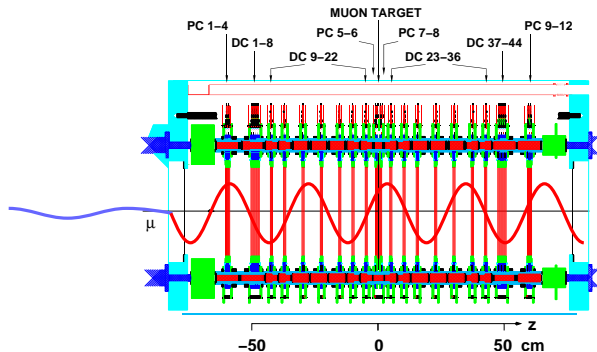 MUON TARGET
PC 1–4
PC 5–6
PC 7–8
PC 9–12
DC 1–8
DC 9–22
DC 23–36
DC 37–44
μ
z
–50
0
50 cm